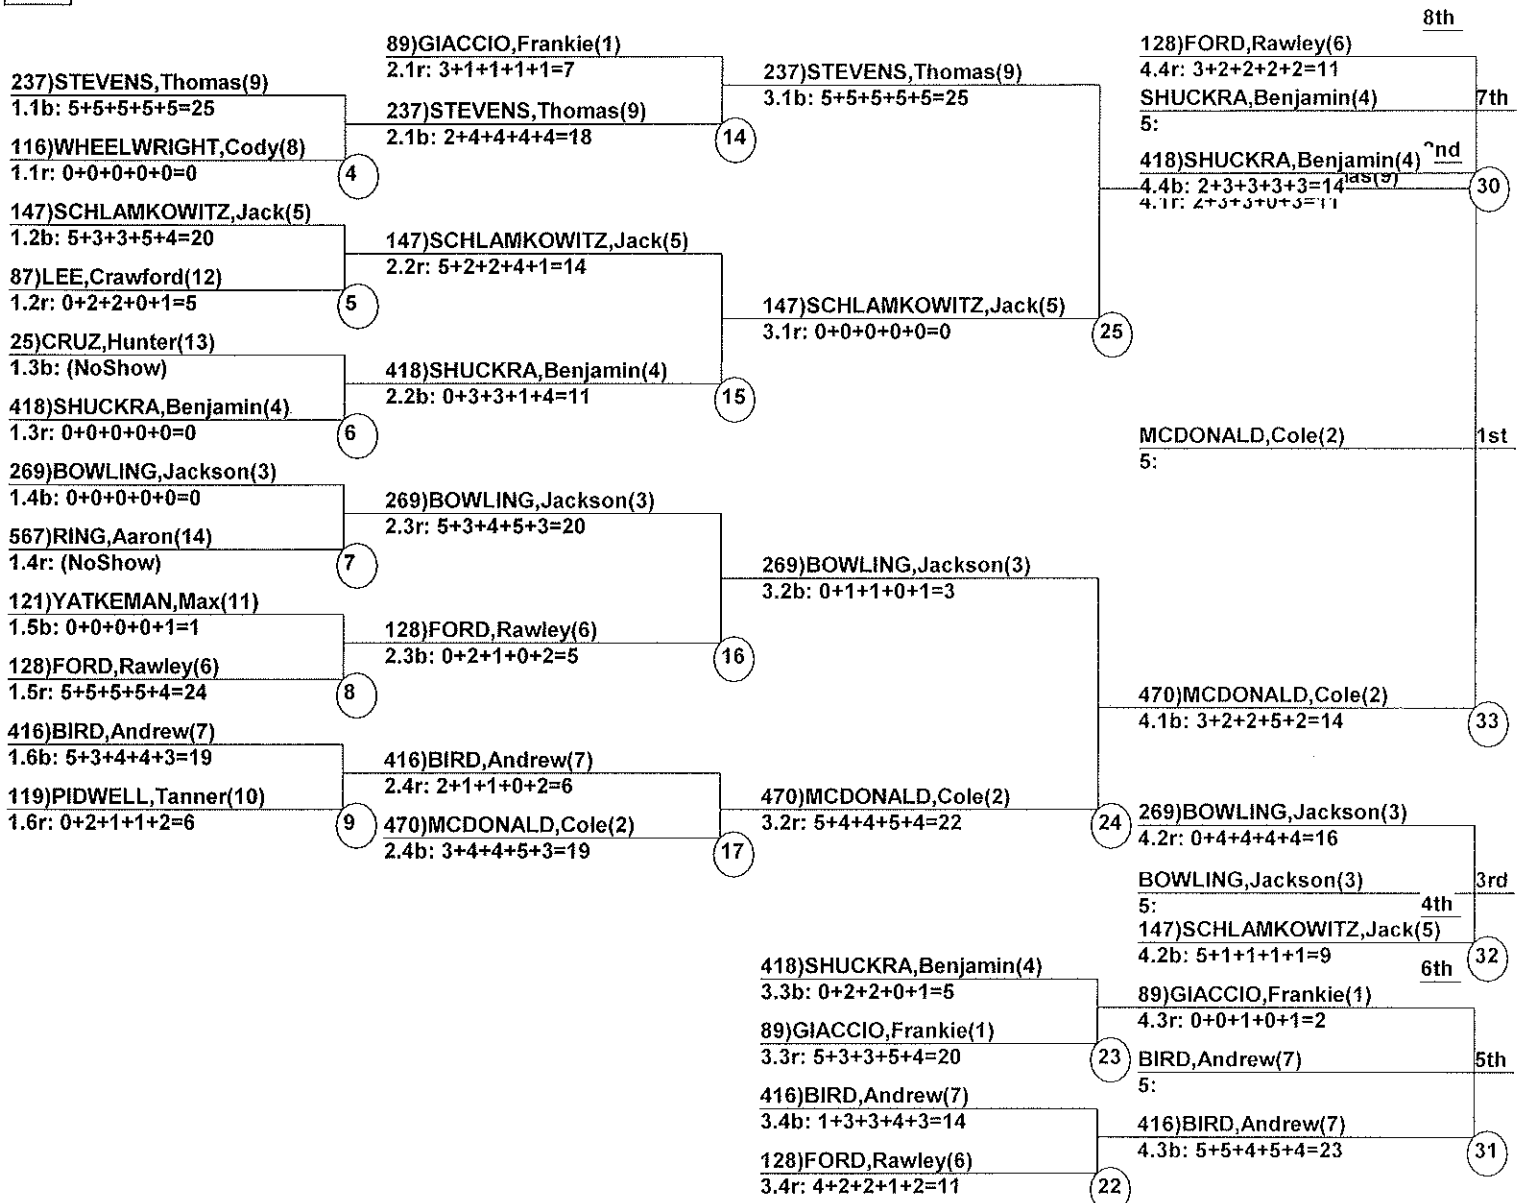 237)STEVENS,Thomas(9)
1.1b: 5+5+5+5+5=25
116)WHEELWRIGHT,Cody(8)
1.1r: 0+0+0+0+0=0
4
147)SCHLAMKOWITZ,Jack(5)
1.2b: 5+3+3+5+4=20
87)LEE,Crawford(12)
1.2r: 0+2+2+0+1=5
5
25)CRUZ,Hunter(13)
1.3b: (NoShow)
418)SHUCKRA,Benjamin(4)
1.3r: 0+0+0+0+0=0
6
269)BOWLING,Jackson(3)
1.4b: 0+0+0+0+0=0
567)RING,Aaron(14)
1.4r: (NoShow)
7
121)YATKEMAN,Max(11)
1.5b: 0+0+0+0+1=1
128)FORD,Rawley(6)
1.5r: 5+5+5+5+4=24
8
416)BIRD,Andrew(7)
1.6b: 5+3+4+4+3=19
119)PIDWELL,Tanner(10)
1.6r: 0+2+1+1+2=6
9
89)GIACCIO,Frankie(1)
2.1r: 3+1+1+1+1=7
237)STEVENS,Thomas(9)
2.1b: 2+4+4+4+4=18
14
147)SCHLAMKOWITZ,Jack(5)
2.2r: 5+2+2+4+1=14
418)SHUCKRA,Benjamin(4)
2.2b: 0+3+3+1+4=11
15
269)BOWLING,Jackson(3)
2.3r: 5+3+4+5+3=20
128)FORD,Rawley(6)
2.3b: 0+2+1+0+2=5
16
416)BIRD,Andrew(7)
2.4r: 2+1+1+0+2=6
470)MCDONALD,Cole(2)
2.4b: 3+4+4+5+3=19
17
237)STEVENS,Thomas(9)
3.1b: 5+5+5+5+5=25
147)SCHLAMKOWITZ,Jack(5)
3.1r: 0+0+0+0+0=0
25
269)BOWLING,Jackson(3)
3.2b: 0+1+1+0+1=3
470)MCDONALD,Cole(2)
3.2r: 5+4+4+5+4=22
24
418)SHUCKRA,Benjamin(4)
3.3b: 0+2+2+0+1=5
89)GIACCIO,Frankie(1)
3.3r: 5+3+3+5+4=20
23
416)BIRD,Andrew(7)
3.4b: 1+3+3+4+3=14
128)FORD,Rawley(6)
3.4r: 4+2+2+1+2=11
22
8th
128)FORD,Rawley(6)
4.4r: 3+2+2+2+2=11
SHUCKRA,Benjamin(4) 7th
5:
418)SHUCKRA,Benjamin(4)
4.4b: 2+3+3+3+3=14
4.1r: 2+3+3+0+3=11
30
MCDONALD,Cole(2) 1st
5:
470)MCDONALD,Cole(2)
4.1b: 3+2+2+5+2=14
33
269)BOWLING,Jackson(3)
4.2r: 0+4+4+4+4=16
BOWLING,Jackson(3) 3rd
5:
4th
147)SCHLAMKOWITZ,Jack(5)
4.2b: 5+1+1+1+1=9
32
6th
89)GIACCIO,Frankie(1)
4.3r: 0+0+1+0+1=2
BIRD,Andrew(7) 5th
5:
416)BIRD,Andrew(7)
4.3b: 5+5+4+5+4=23
31